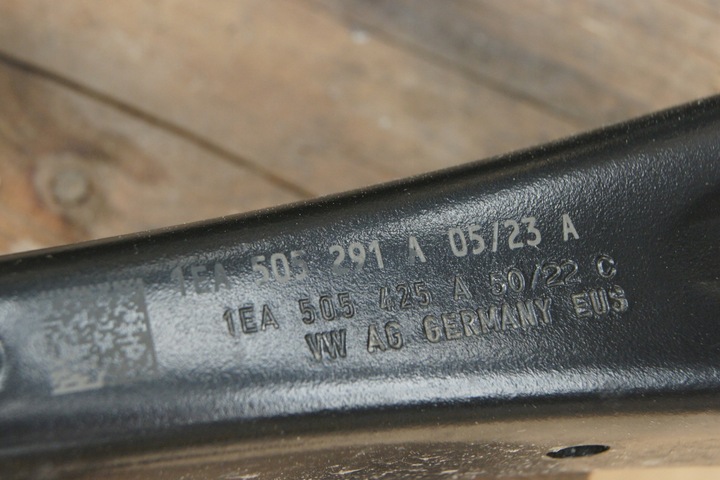 1EA 505 291 A 05/23 A
1EA 505 425 A 50/22 C
VW AG GERMANY EUS